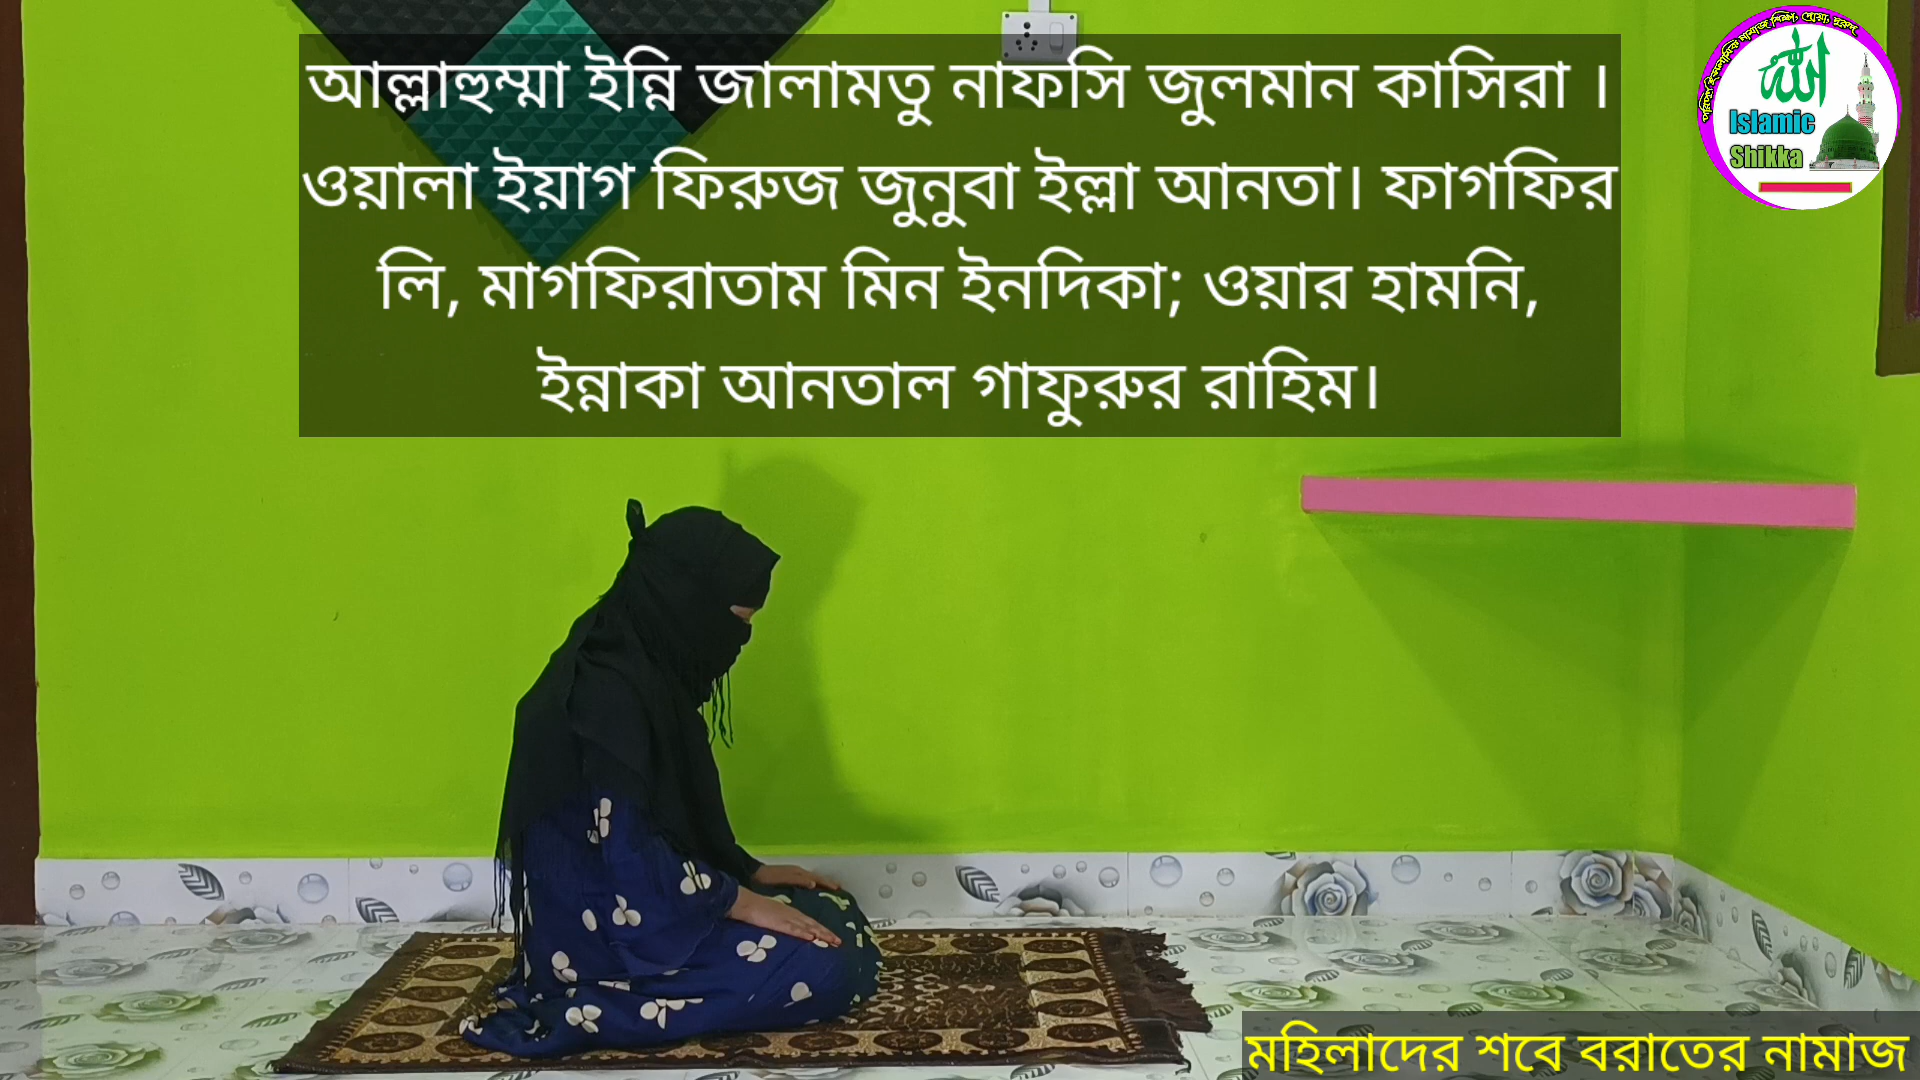 আল্লাহুম্মা ইন্নি জালামতু নাফসি জুলমান কাসিরা ।
ওয়ালা ইয়াগ ফিরুজ জুনুবা ইল্লা আনতা। ফাগফির
লি, মাগফিরাতাম মিন ইনদিকা; ওয়ার হামনি,
ইন্নাকা আনতাল গাফুরুর রাহিম।
الله
Islamic
Shikka
মহিলাদের শবে বরাতের নামাজ